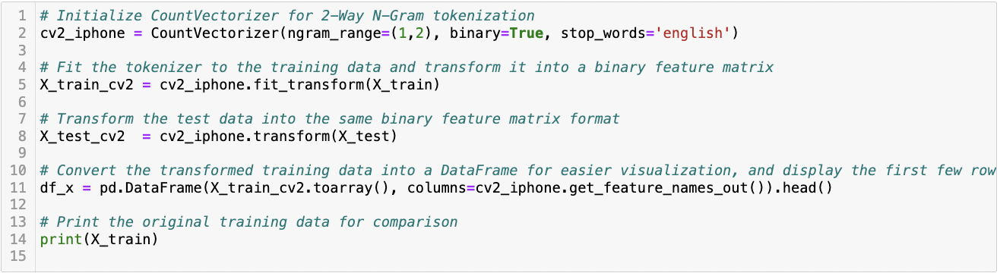 1 # Initialize CountVectorizer for 2-Way N-Gram tokenization
2 cv2_iphone = CountVectorizer(ngram_range=(1,2), binary=True, stop_words='english')
3
4 # Fit the tokenizer to the training data and transform it into a binary feature matrix
5 X_train_cv2 = cv2_iphone.fit_transform(X_train)
6
7 # Transform the test data into the same binary feature matrix format
8 X_test_cv2  = cv2_iphone.transform(X_test)
9
10 # Convert the transformed training data into a DataFrame for easier visualization, and display the first few row
11 df_x = pd.DataFrame(X_train_cv2.toarray(), columns=cv2_iphone.get_feature_names_out()).head()
12
13 # Print the original training data for comparison
14 print(X_train)
15